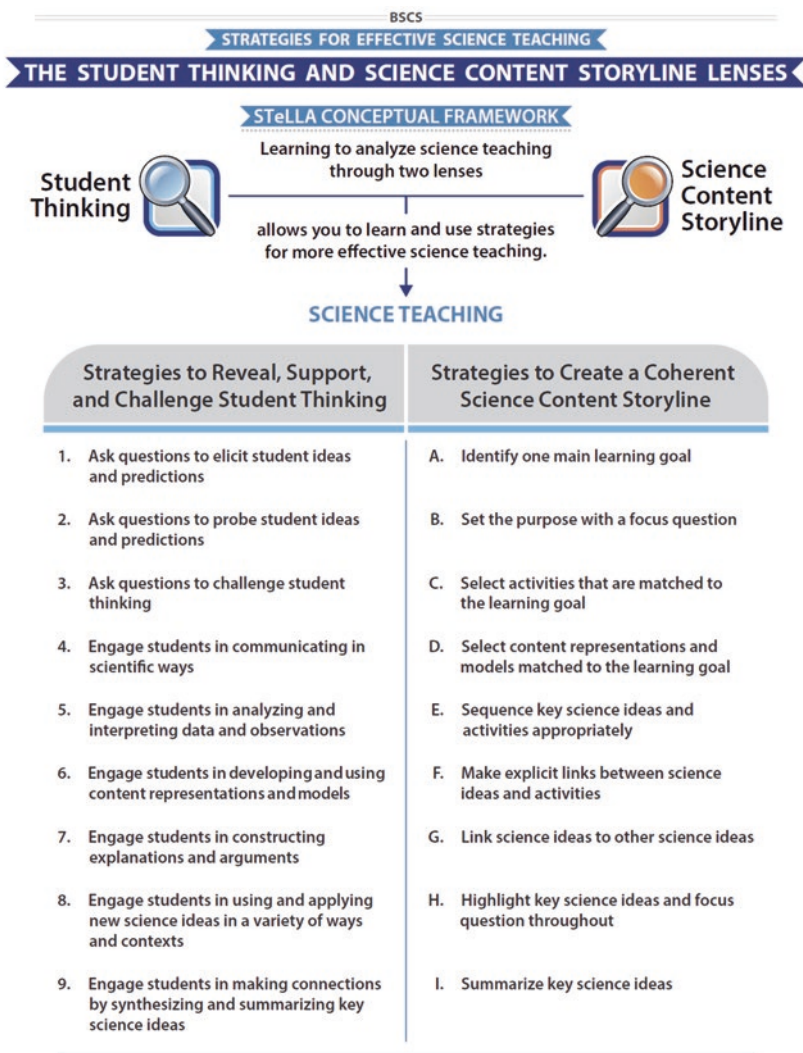 BSCS
STRATEGIES FOR EFFECTIVE SCIENCE TEACHING
THE STUDENT THINKING AND SCIENCE CONTENT STORYLINE LENSES
STeLLA CONCEPTUAL FRAMEWORK
Learning to analyze science teaching
through two lenses
Student
Thinking
Science
Content
Storyline
allows you to learn and use strategies
for more effective science teaching.
SCIENCE TEACHING
Strategies to Reveal, Support,
and Challenge Student Thinking
1. Ask questions to elicit student ideas
and predictions
2. Ask questions to probe student ideas
and predictions
3. Ask questions to challenge student
thinking
4. Engage students in communicating in
scientific ways
5. Engage students in analyzing and
interpreting data and observations
6. Engage students in developing and using
content representations and models
7. Engage students in constructing
explanations and arguments
8. Engage students in using and applying
new science ideas in a variety of ways
and contexts
9. Engage students in making connections
by synthesizing and summarizing key
science ideas
Strategies to Create a Coherent
Science Content Storyline
A. Identify one main learning goal
B. Set the purpose with a focus question
C. Select activities that are matched to
the learning goal
D. Select content representations and
models matched to the learning goal
E. Sequence key science ideas and
activities appropriately
F. Make explicit links between science
ideas and activities
G. Link science ideas to other science ideas
H. Highlight key science ideas and focus
question throughout
I. Summarize key science ideas